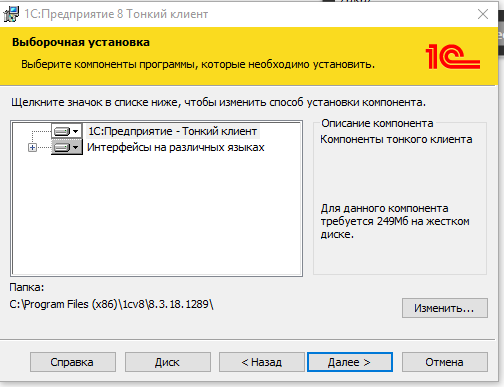 1С:Предприятие 8 Тонкий клиент
Выборочная установка
Выберите компоненты программы, которые необходимо установить.
1С
Щелкните значок в списке ниже, чтобы изменить способ установки компонента.
1С:Предприятие - Тонкий клиент
Интерфейсы на различных языках
Описание компонента
Компоненты тонкого клиента
Для данного компонента
требуется 249Мб на жестком
диске.
Папка:
C:\Program Files (x86)\1cv8\8.3.18.1289\
Изменить...
Справка
Диск
< Назад
Далее >
Отмена